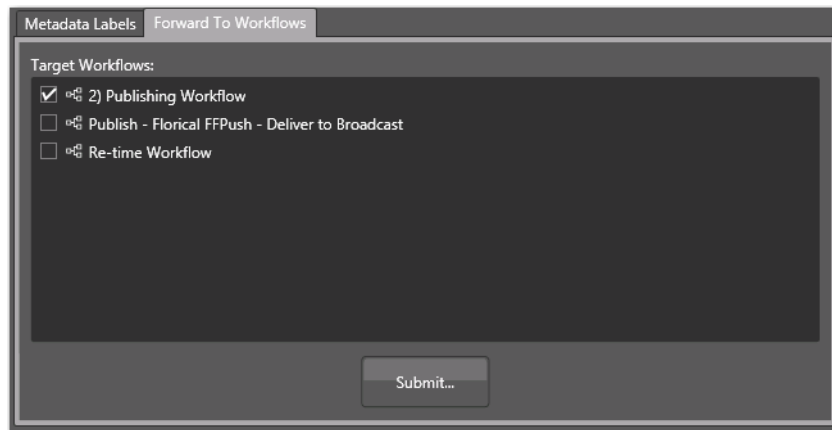 Metadata Labels Forward To Workflows
Target Workflows:
2) Publishing Workflow
Publish - Florical FFPush - Deliver to Broadcast
Re-time Workflow
Submit...